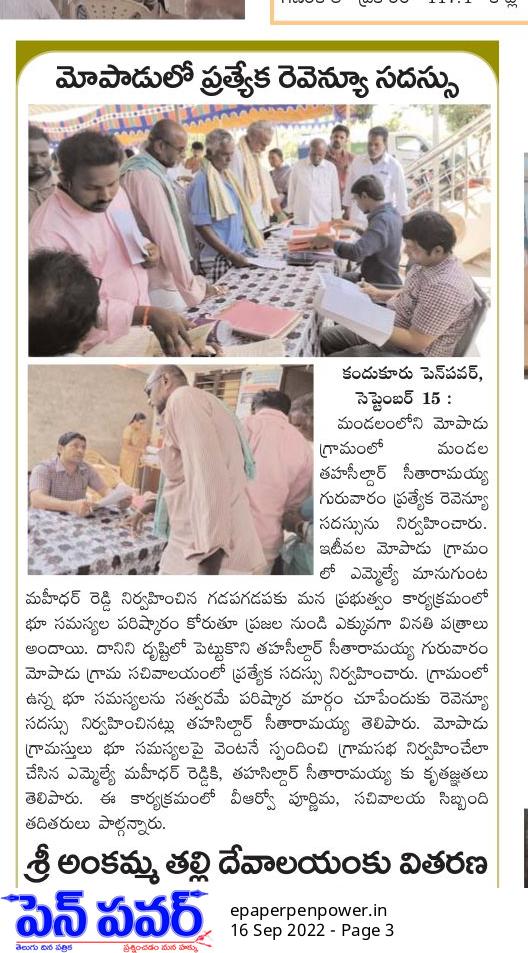 మోపాడులో ప్రత్యేక రెవెన్యూ సదస్సు
కందుకూరు పెన్‌పవర్,
సెప్టెంబర్ 15 :
మండలంలోని మోపాడు
గ్రామంలో మండల
తహసీల్దార్ సీతారామయ్య
గురువారం ప్రత్యేక రెవెన్యూ
సదస్సును నిర్వహించారు.
ఇటీవల మోపాడు గ్రామం
లో ఎమ్మెల్యే మానుగుంట
మహీధర్ రెడ్డి నిర్వహించిన గడపగడపకు మన ప్రభుత్వం కార్యక్రమంలో
భూ సమస్యల పరిష్కారం కోరుతూ ప్రజల నుండి ఎక్కువగా వినతి పత్రాలు
అందాయి. దానిని దృష్టిలో పెట్టుకొని తహసీల్దార్ సీతారామయ్య గురువారం
మోపాడు గ్రామ సచివాలయంలో ప్రత్యేక సదస్సు నిర్వహించారు. గ్రామంలో
ఉన్న భూ సమస్యలను సత్వరమే పరిష్కార మార్గం చూపేందుకు రెవెన్యూ
సదస్సు నిర్వహించినట్లు తహసిల్దార్ సీతారామయ్య తెలిపారు. మోపాడు
గ్రామస్తులు భూ సమస్యలపై వెంటనే స్పందించి గ్రామసభ నిర్వహించేలా
చేసిన ఎమ్మెల్యే మహీధర్ రెడ్డికి, తహసిల్దార్ సీతారామయ్య కు కృతజ్ఞతలు
తెలిపారు. ఈ కార్యక్రమంలో వీఆర్వో పూర్ణిమ, సచివాలయ సిబ్బంది
తదితరులు పాల్గన్నారు.
శ్రీ అంకమ్మ తల్లి దేవాలయంకు వితరణ
పెన్ పవర్
తెలుగు దిన పత్రిక ప్రశ్నించడం మన హక్కు
epaperpenpower.in
16 Sep 2022 - Page 3